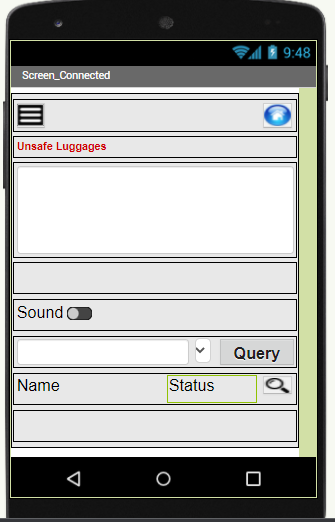 9:48
Screen_Connected
Unsafe Luggages
Sound
Query
Name Status